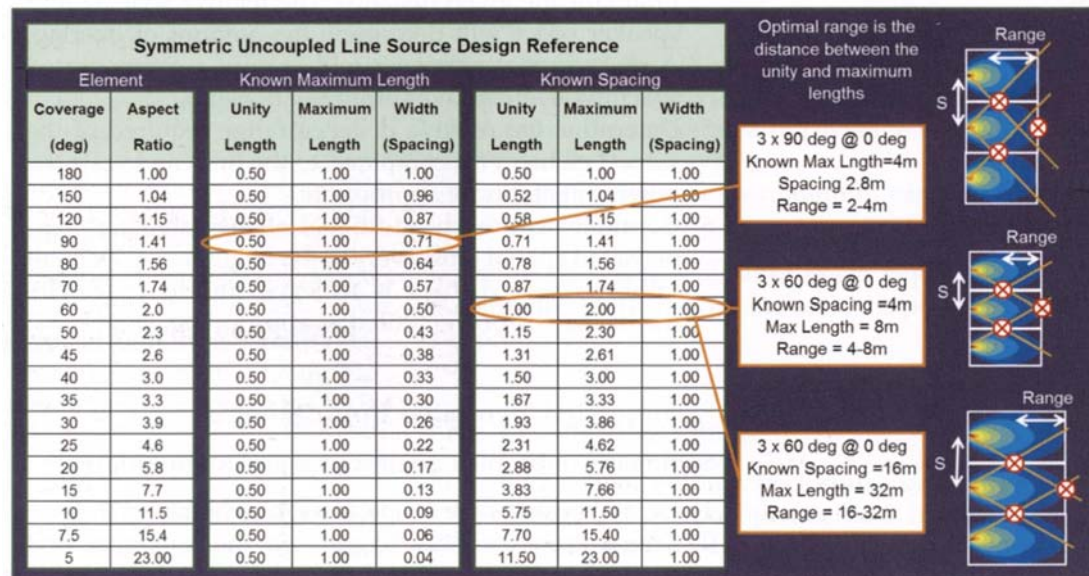 Symmetric Uncoupled Line Source Design Reference
Element Known Maximum Length Known Spacing
Coverage Aspect Unity Maximum Width Unity Maximum Width
(deg) Ratio Length Length (Spacing) Length Length (Spacing)
180 1.00 0.50 1.00 1.00 0.50 1.00 1.00
150 1.04 0.50 1.00 0.96 0.52 1.04 1.00
120 1.15 0.50 1.00 0.87 0.58 1.15 1.00
90 1.41 0.50 1.00 0.71 0.71 1.41 1.00
80 1.56 0.50 1.00 0.64 0.78 1.56 1.00
70 1.74 0.50 1.00 0.57 0.87 1.74 1.00
60 2.0 0.50 1.00 0.50 1.00 2.00 1.00
50 2.3 0.50 1.00 0.43 1.15 2.30 1.00
45 2.6 0.50 1.00 0.38 1.31 2.61 1.00
40 3.0 0.50 1.00 0.33 1.50 3.00 1.00
35 3.3 0.50 1.00 0.30 1.67 3.33 1.00
30 3.9 0.50 1.00 0.26 1.93 3.86 1.00
25 4.6 0.50 1.00 0.22 2.31 4.62 1.00
20 5.8 0.50 1.00 0.17 2.88 5.76 1.00
15 7.7 0.50 1.00 0.13 3.83 7.66 1.00
10 11.5 0.50 1.00 0.09 5.75 11.50 1.00
7.5 15.4 0.50 1.00 0.06 7.70 15.40 1.00
5 23.00 0.50 1.00 0.04 11.50 23.00 1.00
Optimal range is the
distance between the
unity and maximum
lengths
Range
S
3 x 90 deg @ 0 deg
Known Max Lngth=4m
Spacing 2.8m
Range = 2-4m
Range
S
3 x 60 deg @ 0 deg
Known Spacing =4m
Max Length = 8m
Range = 4-8m
Range
S
3 x 60 deg @ 0 deg
Known Spacing =16m
Max Length = 32m
Range = 16-32m